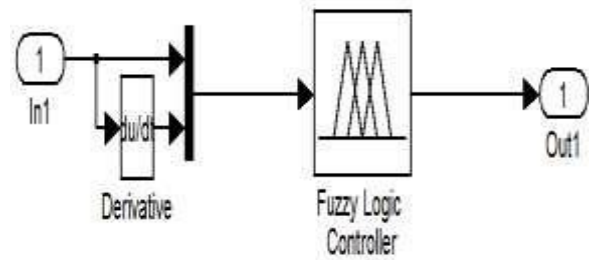 1
In1
du/dt
Derivative
Fuzzy Logic
Controller
1
Out1